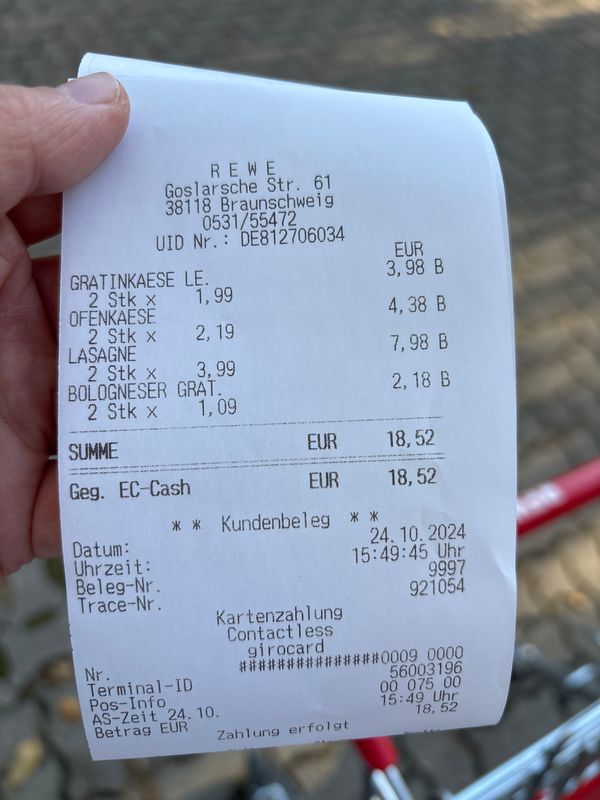 R E W E
Goslarsche Str. 61
38118 Braunschweig
0531/55472
UID Nr.: DE812706034
EUR
GRATINKAESE LE. 3,98 B
2 Stk x 1,99
OFENKAESE 4,38 B
2 Stk x 2,19
LASAGNE 7,98 B
2 Stk x 3,99
BOLOGNESER GRAT. 2,18 B
2 Stk x 1,09
SUMME EUR 18,52
Geg. EC-Cash EUR 18,52
* * Kundenbeleg * *
Datum: 24.10.2024
Uhrzeit: 15:49:45 Uhr
Beleg-Nr. 9997
Trace-Nr. 921054
Kartenzahlung
Contactless
girocard
Nr. ##############0009 0000
Terminal-ID 56003196
Pos-Info 00 075 00
AS-Zeit 24.10. 15:49 Uhr
Betrag EUR 18,52
Zahlung erfolgt